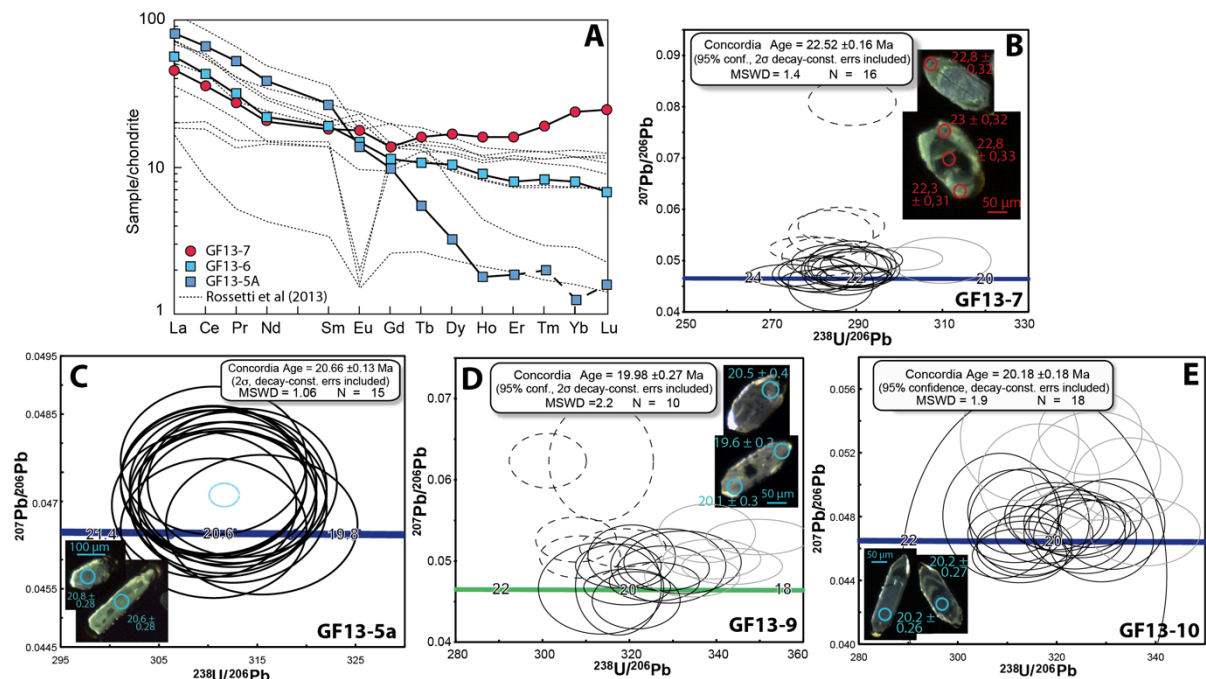 100
A
Sample/chondrite
10
1
GF13-7
GF13-6
GF13-5A
Rossetti et al (2013)
La Ce Pr Nd Sm Eu Gd Tb Dy Ho Er Tm Yb Lu
B
Concordia Age = 22.52 ±0.16 Ma
(95% conf., 2σ decay-const. errs included)
MSWD = 1.4 N = 16
22,8 ±
0,32
23 ± 0,32
22,8
± 0,33
22,3
± 0,31
50 µm
207Pb/206Pb
0.09
0.08
0.07
0.06
0.05
0.04
24 22 20
GF13-7
250 270 290 310 330
238U/206Pb
C
Concordia Age = 20.66 ±0.13 Ma
(2σ, decay-const. errs included)
MSWD = 1.06 N = 15
207Pb/206Pb
0.0495
0.0485
0.047
0.0465
0.0455
0.0445
21.4 20.6 19.8
100 µm
20.8 ±
0.28
20.6 ±
0.28
GF13-5a
295 305 315 325
238U/206Pb
D
Concordia Age = 19.98 ±0.27 Ma
(95% conf., 2σ decay-const. errs included)
MSWD =2.2 N = 10
20.5 ± 0.4
19.6 ± 0.2
20.1 ± 0.3
50 µm
207Pb/206Pb
0.07
0.06
0.05
0.04
22 20 18
GF13-9
280 300 320 340 360
238U/206Pb
E
Concordia Age = 20.18 ±0.18 Ma
(95% confidence, decay-const. errs included)
MSWD = 1.9 N = 18
207Pb/206Pb
0.056
0.052
0.048
0.044
0.040
22 20
50 µm
20.2 ±
0.27
20.2 ±
0.26
GF13-10
280 300 320 340
238U/206Pb